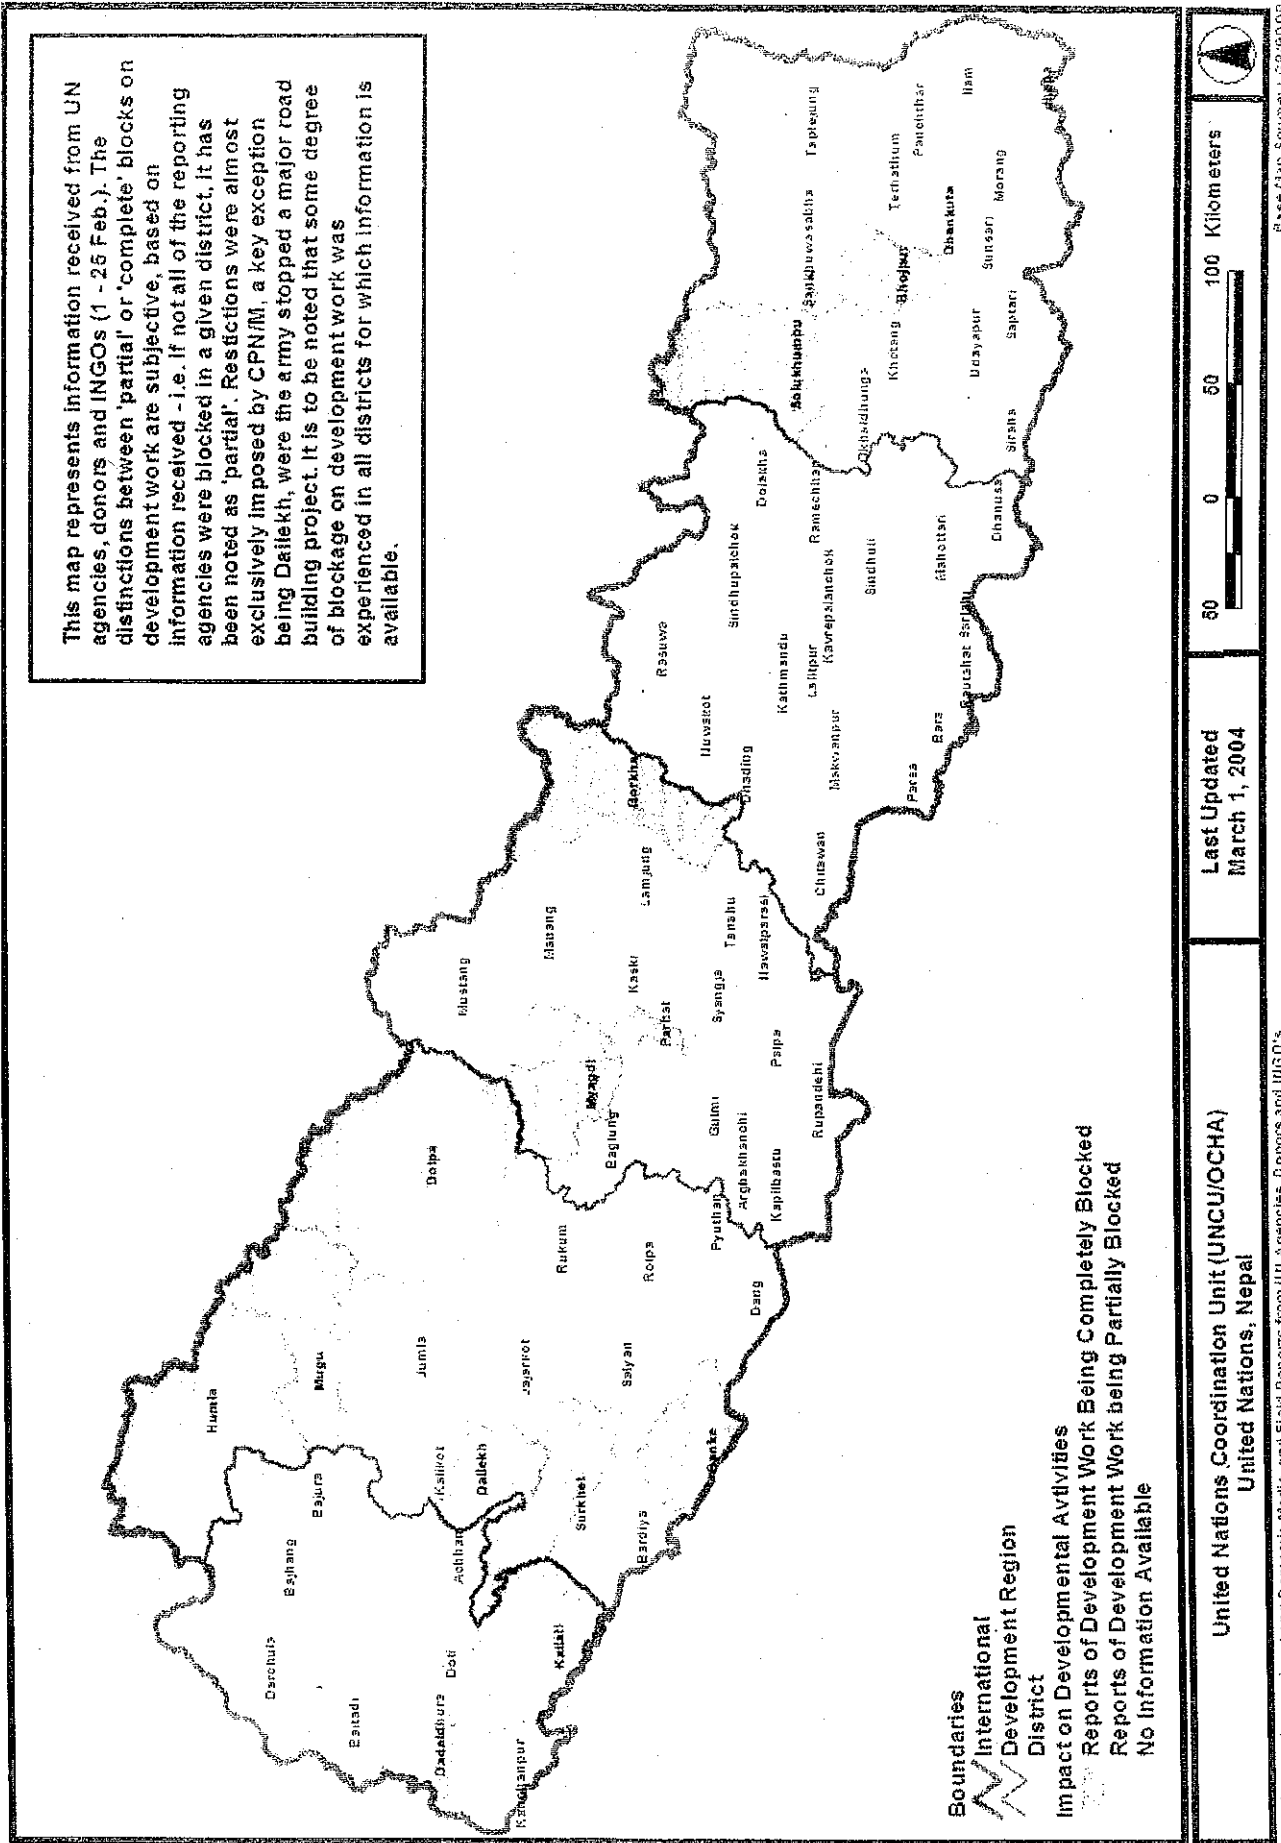 This map represents information received from UN
agencies, donors and INGOs (1 - 25 Feb.). The
distinctions between 'partial' or 'complete' blocks on
development work are subjective, based on
information received - i.e. if not all of the reporting
agencies were blocked in a given district, it has
been noted as 'partial'. Restictions were almost
exclusively imposed by CPN/M, a key exception
being Dailekh, were the army stopped a major road
building project. It is to be noted that some degree
of blockage on development work was
experienced in all districts for which information is
available.
Humla
Darchula
Bajhang
Bajura
Mugu
Baitadi
Dadeldhura
Doti
Achham
Kalikot
Jumla
Dolpa
Mustang
Dailekh
Kanchanpur
Kailali
Surkhet
Jajarkot
Rukum
Myagdi
Manang
Bardiya
Salyan
Rolpa
Baglung
Parbat
Kaski
Lamjung
Gorkha
Rasuwa
Banke
Dang
Pyuthan
Gulmi
Syangja
Tanahu
Dhading
Nuwakot
Sindhupalchok
Dolakha
Arghakhanchi
Kapilbastu
Palpa
Nawalparasi
Kathmandu
Rupandehi
Chitawan
Makwanpur
Lalitpur
Kavrepalanchok
Ramechhap
Solukhumbu
Sankhuwasabha
Taplejung
Okhaldhunga
Khotang
Bhojpur
Terhathum
Panchthar
Sindhuli
Parsa
Bara
Rautahat
Sarlahi
Mahottari
Dhanusa
Siraha
Udayapur
Saptari
Sunsari
Dhankuta
Morang
Ilam
Boundaries
International
Development Region
District
Impact on Developmental Avtivities
Reports of Development Work Being Completely Blocked
Reports of Development Work being Partially Blocked
No Information Available
United Nations Coordination Unit (UNCU/OCHA)
United Nations, Nepal
Last Updated
March 1, 2004
50 0 50 100 Kilometers